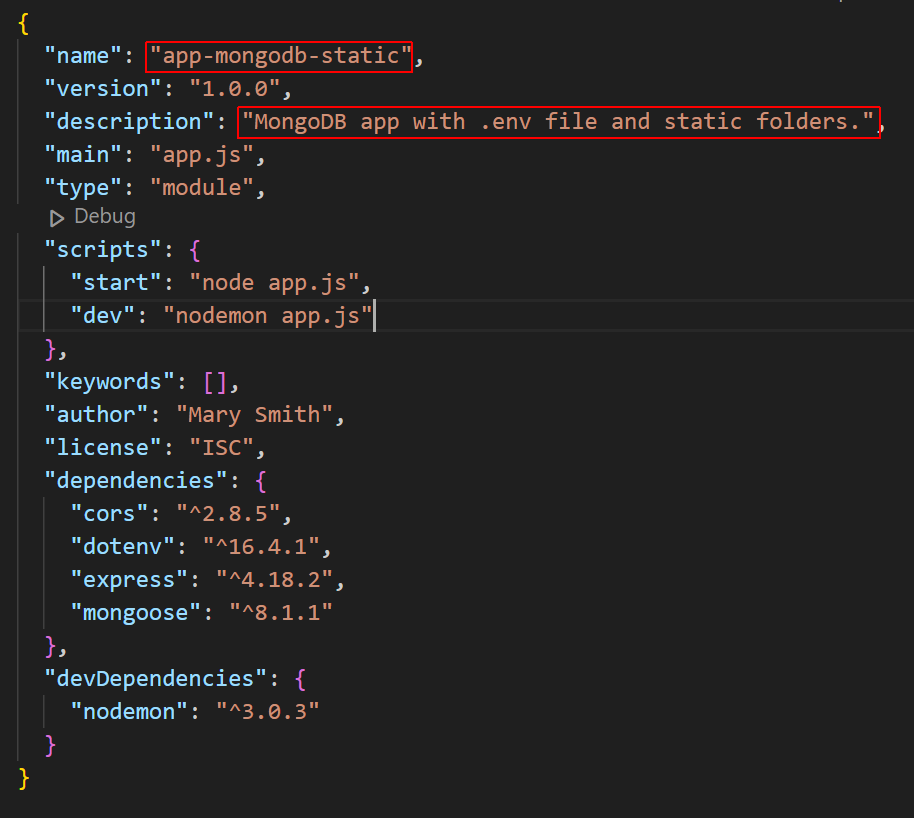 {
  "name": "app-mongodb-static",
  "version": "1.0.0",
  "description": "MongoDB app with .env file and static folders.",
  "main": "app.js",
  "type": "module",
  Debug
  "scripts": {
    "start": "node app.js",
    "dev": "nodemon app.js"
  },
  "keywords": [],
  "author": "Mary Smith",
  "license": "ISC",
  "dependencies": {
    "cors": "^2.8.5",
    "dotenv": "^16.4.1",
    "express": "^4.18.2",
    "mongoose": "^8.1.1"
  },
  "devDependencies": {
    "nodemon": "^3.0.3"
  }
}